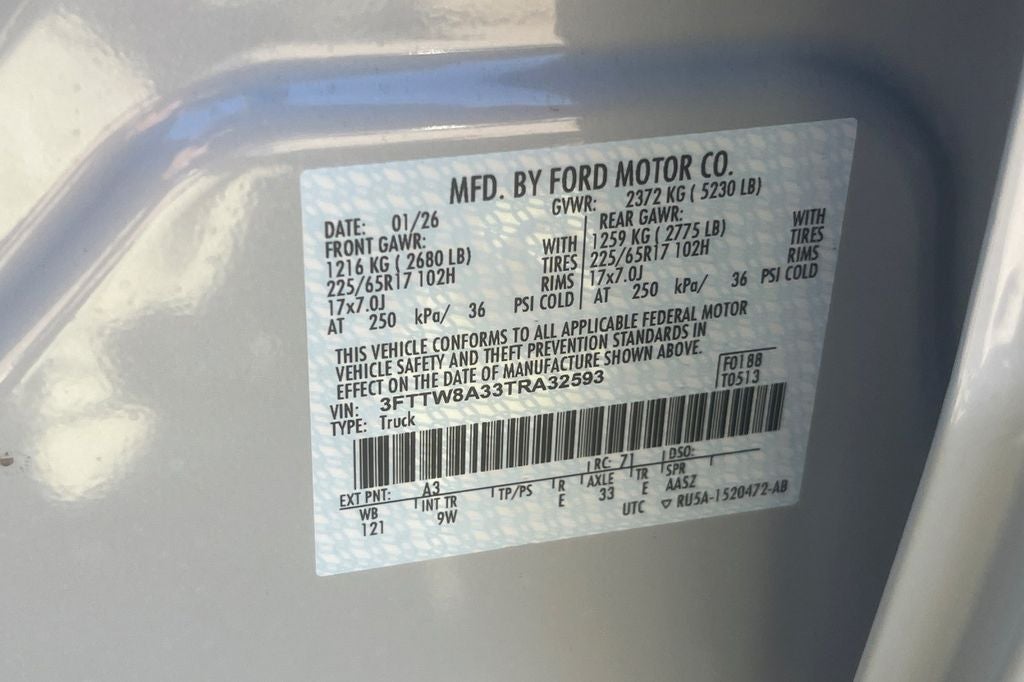 MFD. BY FORD MOTOR CO.
DATE: 01/26 GVWR: 2372 KG ( 5230 LB)
FRONT GAWR: REAR GAWR:
1216 KG ( 2680 LB) WITH 1259 KG ( 2775 LB) WITH
225/65R17 102H TIRES 225/65R17 102H TIRES
17x7.0J RIMS 17x7.0J RIMS
AT 250 kPa/ 36 PSI COLD AT 250 kPa/ 36 PSI COLD
THIS VEHICLE CONFORMS TO ALL APPLICABLE FEDERAL MOTOR
VEHICLE SAFETY AND THEFT PREVENTION STANDARDS IN
EFFECT ON THE DATE OF MANUFACTURE SHOWN ABOVE.
VIN: 3FTTW8A33TRA32593 F0188
TYPE: Truck T0513
EXT PNT: A3 RC: 71 DSO:
WB INT TR TP/PS R AXLE TR SPR
121 9W E 33 E AASZ
UTC ▽ RU5A-1520472-AB